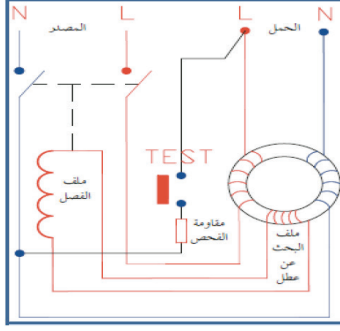 N L L N
المصدر الحمل
TEST
ملف
الفصل
مقاومة
الفحص
ملف
البحث
عن
عطل